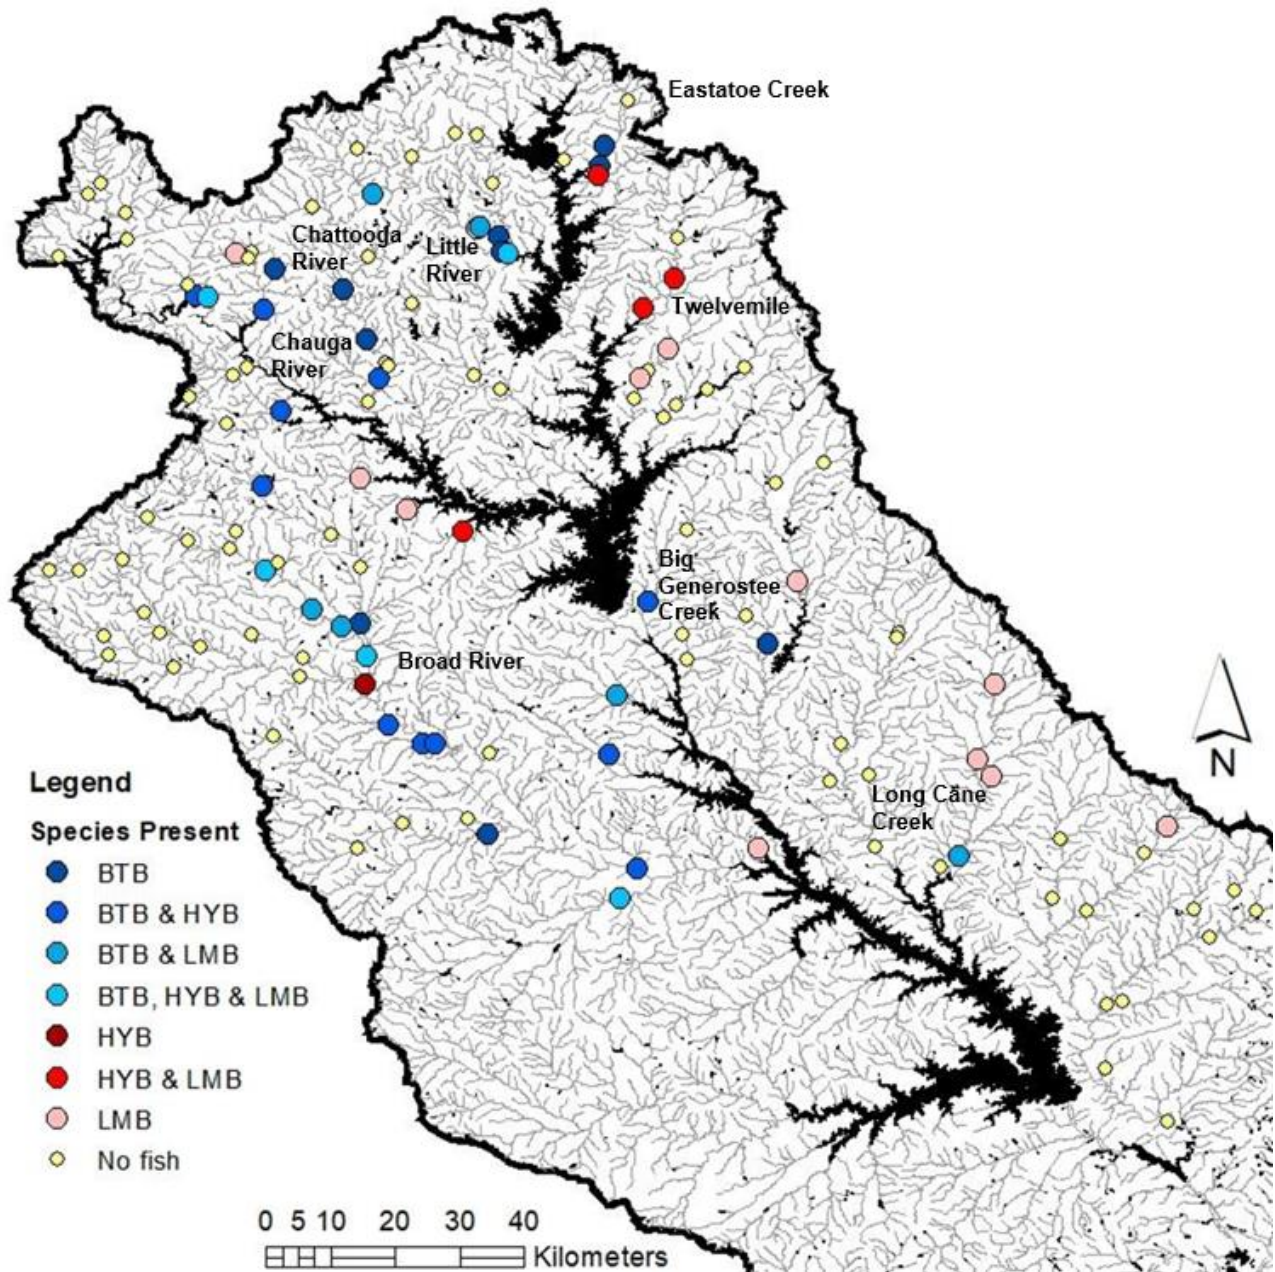 Eastatoe Creek
Chattooga
River
Little
River
Twelvemile
Chauga
River
Big
Generostee
Creek
Broad River
N
Long Cane
Creek
Legend
Species Present
BTB
BTB & HYB
BTB & LMB
BTB, HYB & LMB
HYB
HYB & LMB
LMB
No fish
0 5 10 20 30 40
Kilometers